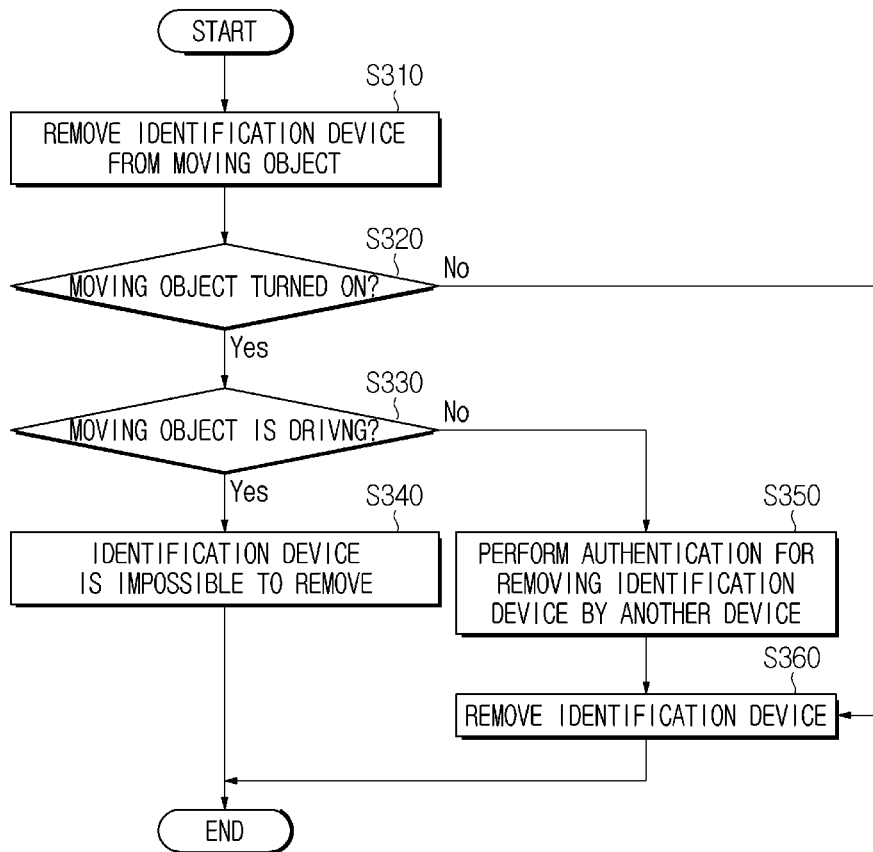 START
S310
REMOVE IDENTIFICATION DEVICE
FROM MOVING OBJECT
S320
MOVING OBJECT TURNED ON?
No
Yes
S330
MOVING OBJECT IS DRIVNG?
No
Yes
S340
IDENTIFICATION DEVICE
IS IMPOSSIBLE TO REMOVE
S350
PERFORM AUTHENTICATION FOR
REMOVING IDENTIFICATION
DEVICE BY ANOTHER DEVICE
S360
REMOVE IDENTIFICATION DEVICE
END